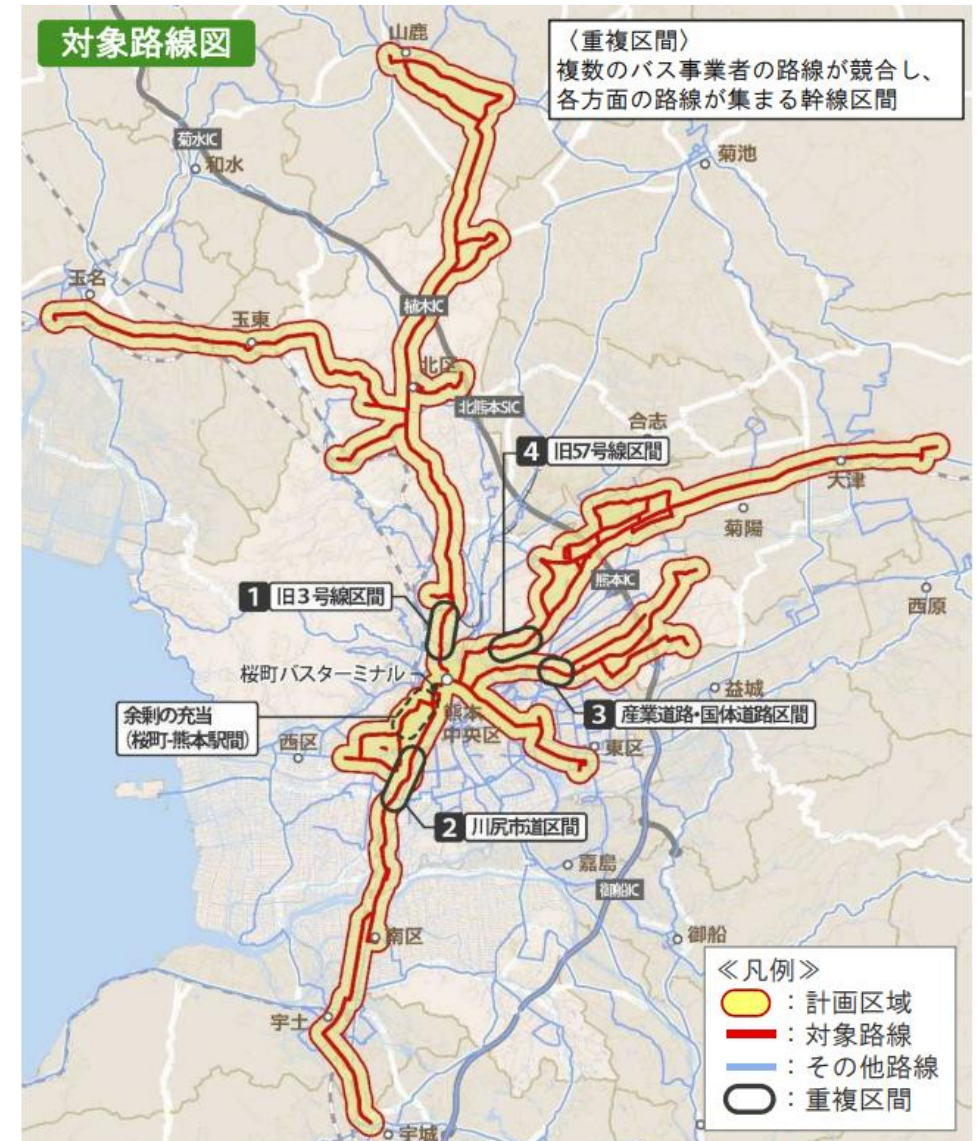 対象路線図
〈重複区間〉
複数のバス事業者の路線が競合し、
各方面の路線が集まる幹線区間
山鹿
菊水IC
和水
菊池
玉名
玉東
植木IC
北区
北熊本SIC
合志
4 旧57号線区間
大津
菊陽
熊本IC
1 旧3号線区間
西原
桜町バスターミナル
益城
余剰の充当
(桜町-熊本駅間)
西区
熊本
中央区
3 産業道路・国体道路区間
東区
2 川尻市道区間
嘉島
御船IC
南区
御船
宇土
宇城
≪凡例≫
：計画区域
：対象路線
：その他路線
：重複区間